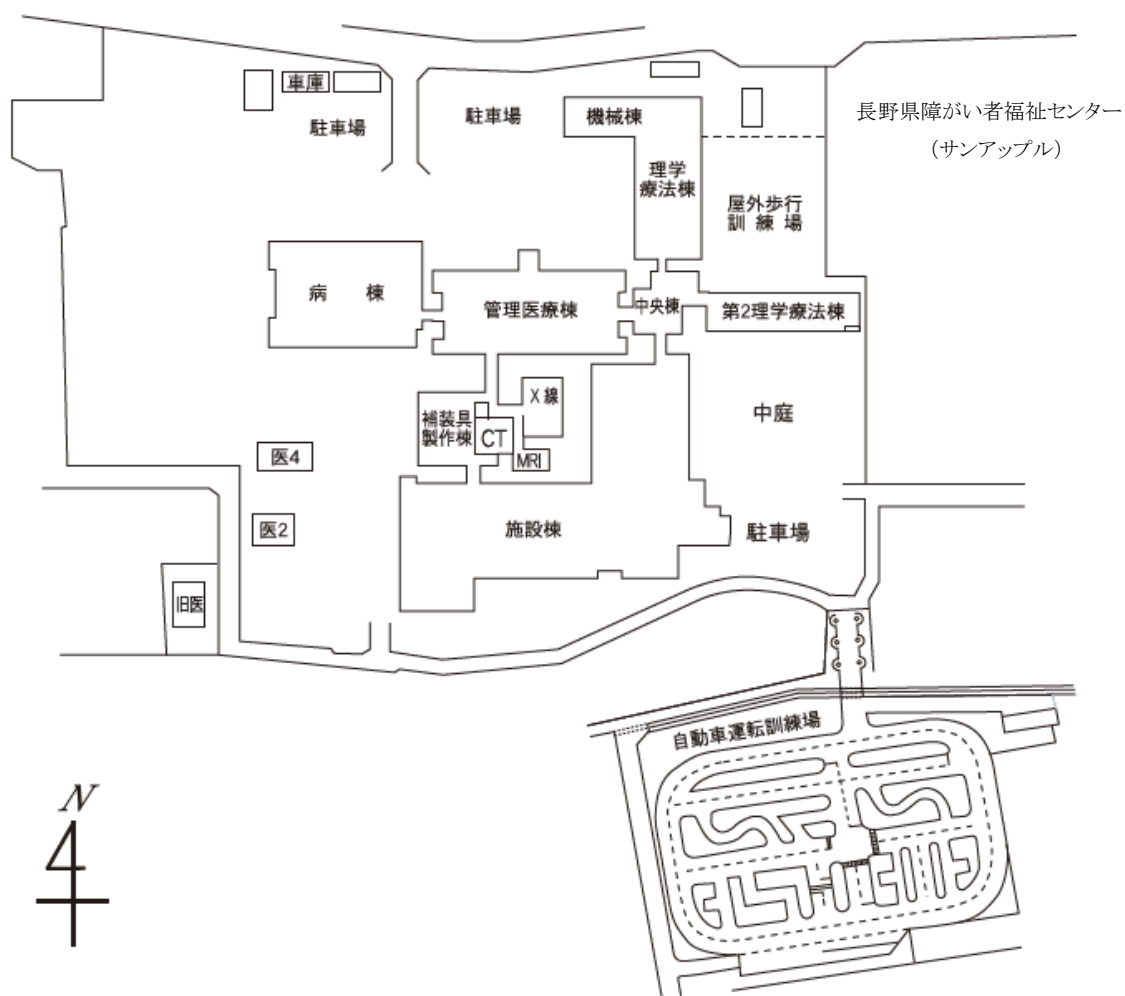 車庫
駐車場
駐車場
機械棟
長野県障がい者福祉センター
（サンアップル）
理学
療法棟
屋外歩行
訓練場
病棟
管理医療棟
中央棟
第2理学療法棟
X線
中庭
補装具
製作棟
CT
MRI
医4
医2
施設棟
駐車場
旧医
自動車運転訓練場
N